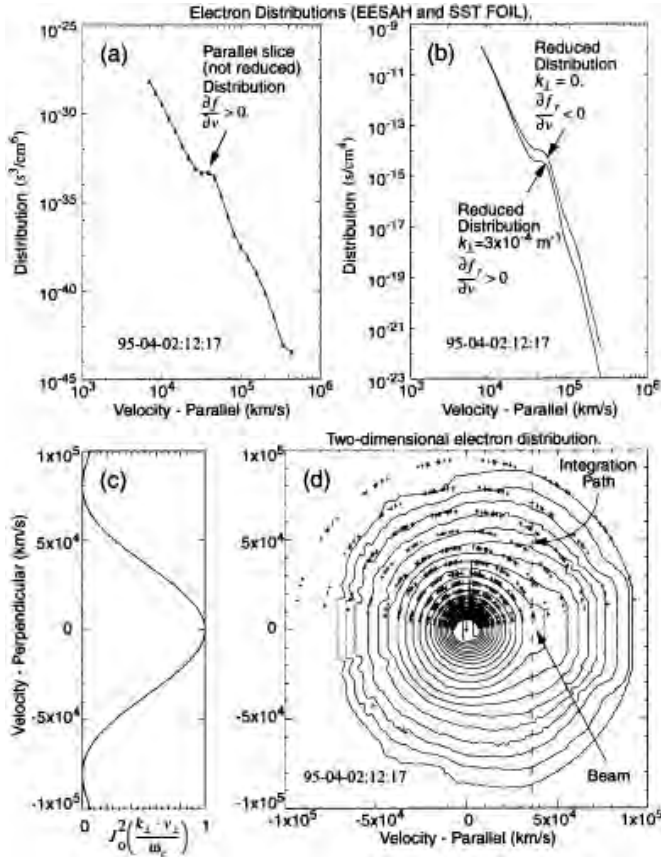 Electron Distributions (EESAH and SST FOIL).
(a)
Parallel slice
(not reduced)
Distribution
∂f/∂v > 0.
Distribution (s³/cm⁶)
10⁻²⁵
10⁻³⁰
10⁻³⁵
10⁻⁴⁰
10⁻⁴⁵
95-04-02:12:17
10³ 10⁴ 10⁵ 10⁶
Velocity - Parallel (km/s)
(b)
Reduced
Distribution
k⊥ = 0.
∂fᵣ/∂v < 0
Distribution (s/cm⁴)
10⁻⁹
10⁻¹¹
10⁻¹³
10⁻¹⁵
10⁻¹⁷
10⁻¹⁹
10⁻²¹
10⁻²³
Reduced
Distribution
k⊥=3x10⁻⁴ m⁻¹
∂fᵣ/∂v > 0
95-04-02:12:17
10³ 10⁴ 10⁵ 10⁶
Velocity - Parallel (km/s)
(c)
Velocity - Perpendicular (km/s)
1x10⁵
5x10⁴
0
-5x10⁴
-1x10⁵
0 1
J₀²(k⊥ · v⊥/ω_c)
Two-dimensional electron distribution.
(d)
Integration
Path
1x10⁵
5x10⁴
0
-5x10⁴
-1x10⁵
95-04-02:12:17
Beam
-1x10⁵ -5x10⁴ 0 5x10⁴ 1x10⁵
Velocity - Parallel (km/s)